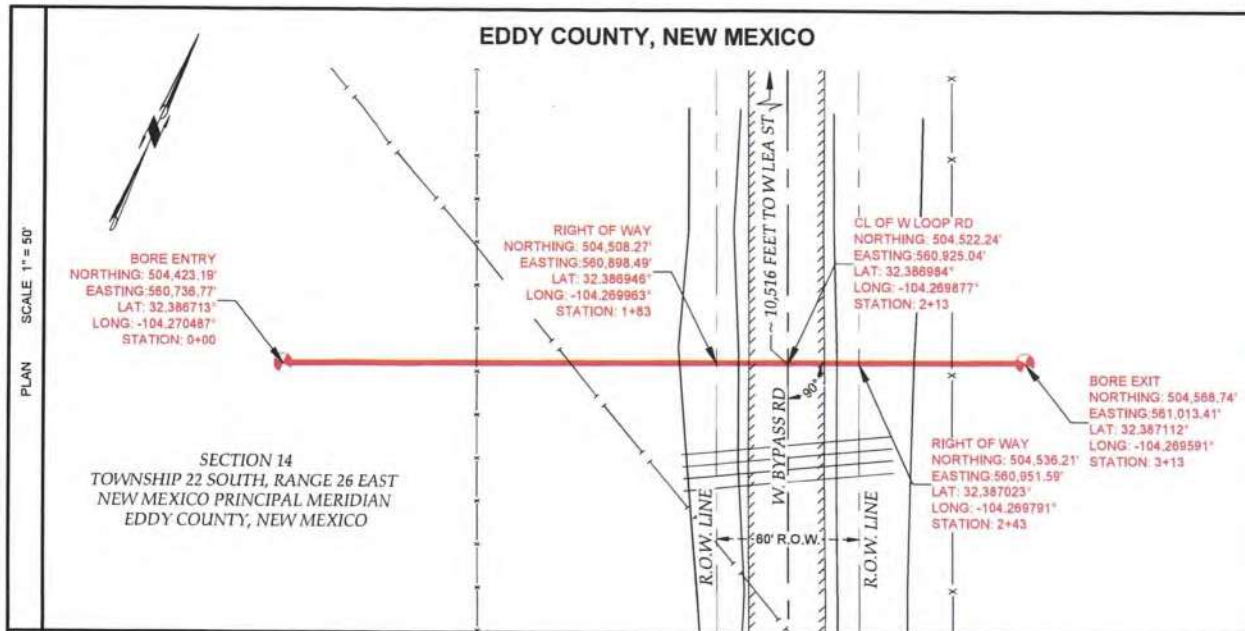 EDDY COUNTY, NEW MEXICO
PLAN SCALE 1" = 50'
BORE ENTRY
NORTHING: 504,423.19'
EASTING:560,736.77'
LAT: 32.386713°
LONG: -104.270487°
STATION: 0+00
RIGHT OF WAY
NORTHING: 504,508.27'
EASTING: 560,898.49'
LAT: 32.386946°
LONG: -104.269963°
STATION: 1+83
~ 10,516 FEET TO W LEA ST
CL OF W LOOP RD
NORTHING: 504,522.24'
EASTING:560,925.04'
LAT: 32.386984°
LONG: -104.269877°
STATION: 2+13
90°
W. BYPASS RD
BORE EXIT
NORTHING: 504,568.74'
EASTING:561,013.41'
LAT: 32.387112°
LONG: -104.269591°
STATION: 3+13
RIGHT OF WAY
NORTHING: 504,536.21'
EASTING: 560,951.59'
LAT: 32.387023°
LONG: -104.269791°
STATION: 2+43
SECTION 14
TOWNSHIP 22 SOUTH, RANGE 26 EAST
NEW MEXICO PRINCIPAL MERIDIAN
EDDY COUNTY, NEW MEXICO
R.O.W. LINE
60' R.O.W.
R.O.W. LINE